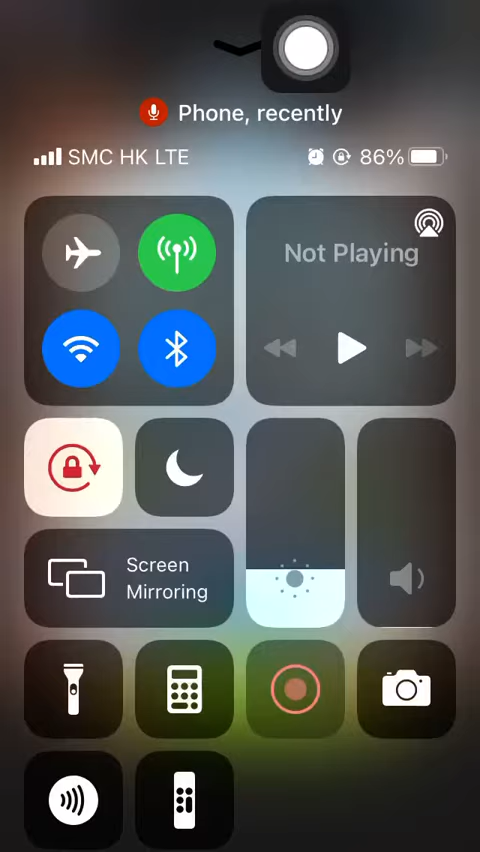 Phone, recently
SMC HK LTE 86%
Not Playing
Screen
Mirroring